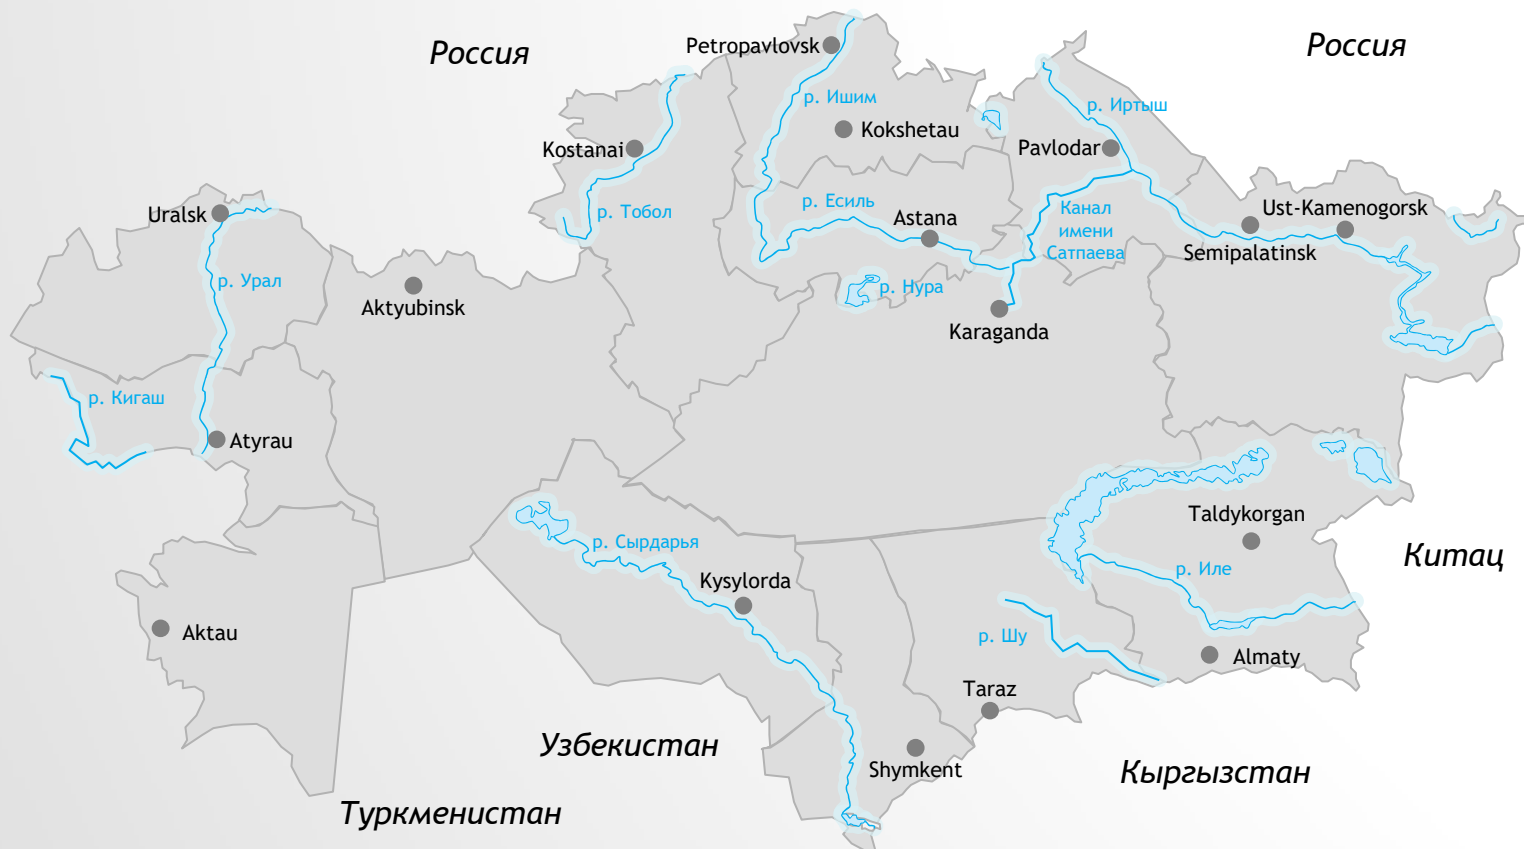 Россия
Россия
Petropavlovsk
р. Ишим
р. Иртыш
Kokshetau
Kostanai
Pavlodar
р. Тобол
р. Есиль
Astana
Канал
имени
Сатпаева
Ust-Kamenogorsk
Semipalatinsk
Uralsk
р. Урал
Aktyubinsk
р. Нура
Karaganda
р. Кигаш
Atyrau
Taldykorgan
р. Сырдарья
Kysylorda
р. Иле
Китац
Aktau
р. Шу
Almaty
Taraz
Узбекистан
Shymkent
Кыргызстан
Туркменистан